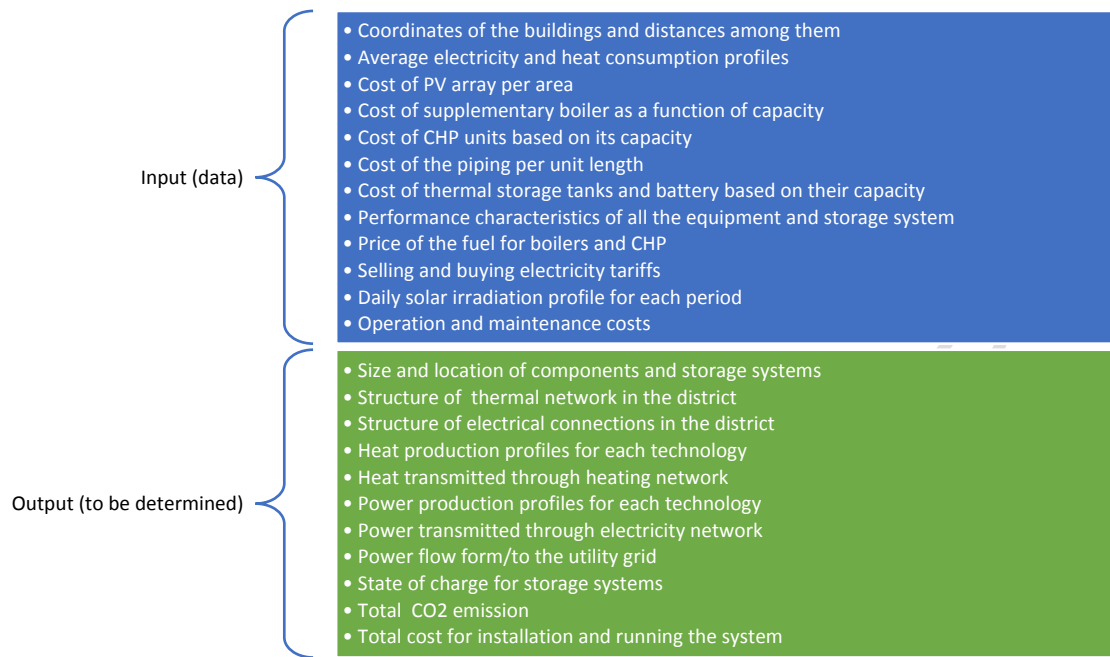 Input (data)
• Coordinates of the buildings and distances among them
• Average electricity and heat consumption profiles
• Cost of PV array per area
• Cost of supplementary boiler as a function of capacity
• Cost of CHP units based on its capacity
• Cost of the piping per unit length
• Cost of thermal storage tanks and battery based on their capacity
• Performance characteristics of all the equipment and storage system
• Price of the fuel for boilers and CHP
• Selling and buying electricity tariffs
• Daily solar irradiation profile for each period
• Operation and maintenance costs
Output (to be determined)
• Size and location of components and storage systems
• Structure of thermal network in the district
• Structure of electrical connections in the district
• Heat production profiles for each technology
• Heat transmitted through heating network
• Power production profiles for each technology
• Power transmitted through electricity network
• Power flow form/to the utility grid
• State of charge for storage systems
• Total CO2 emission
• Total cost for installation and running the system